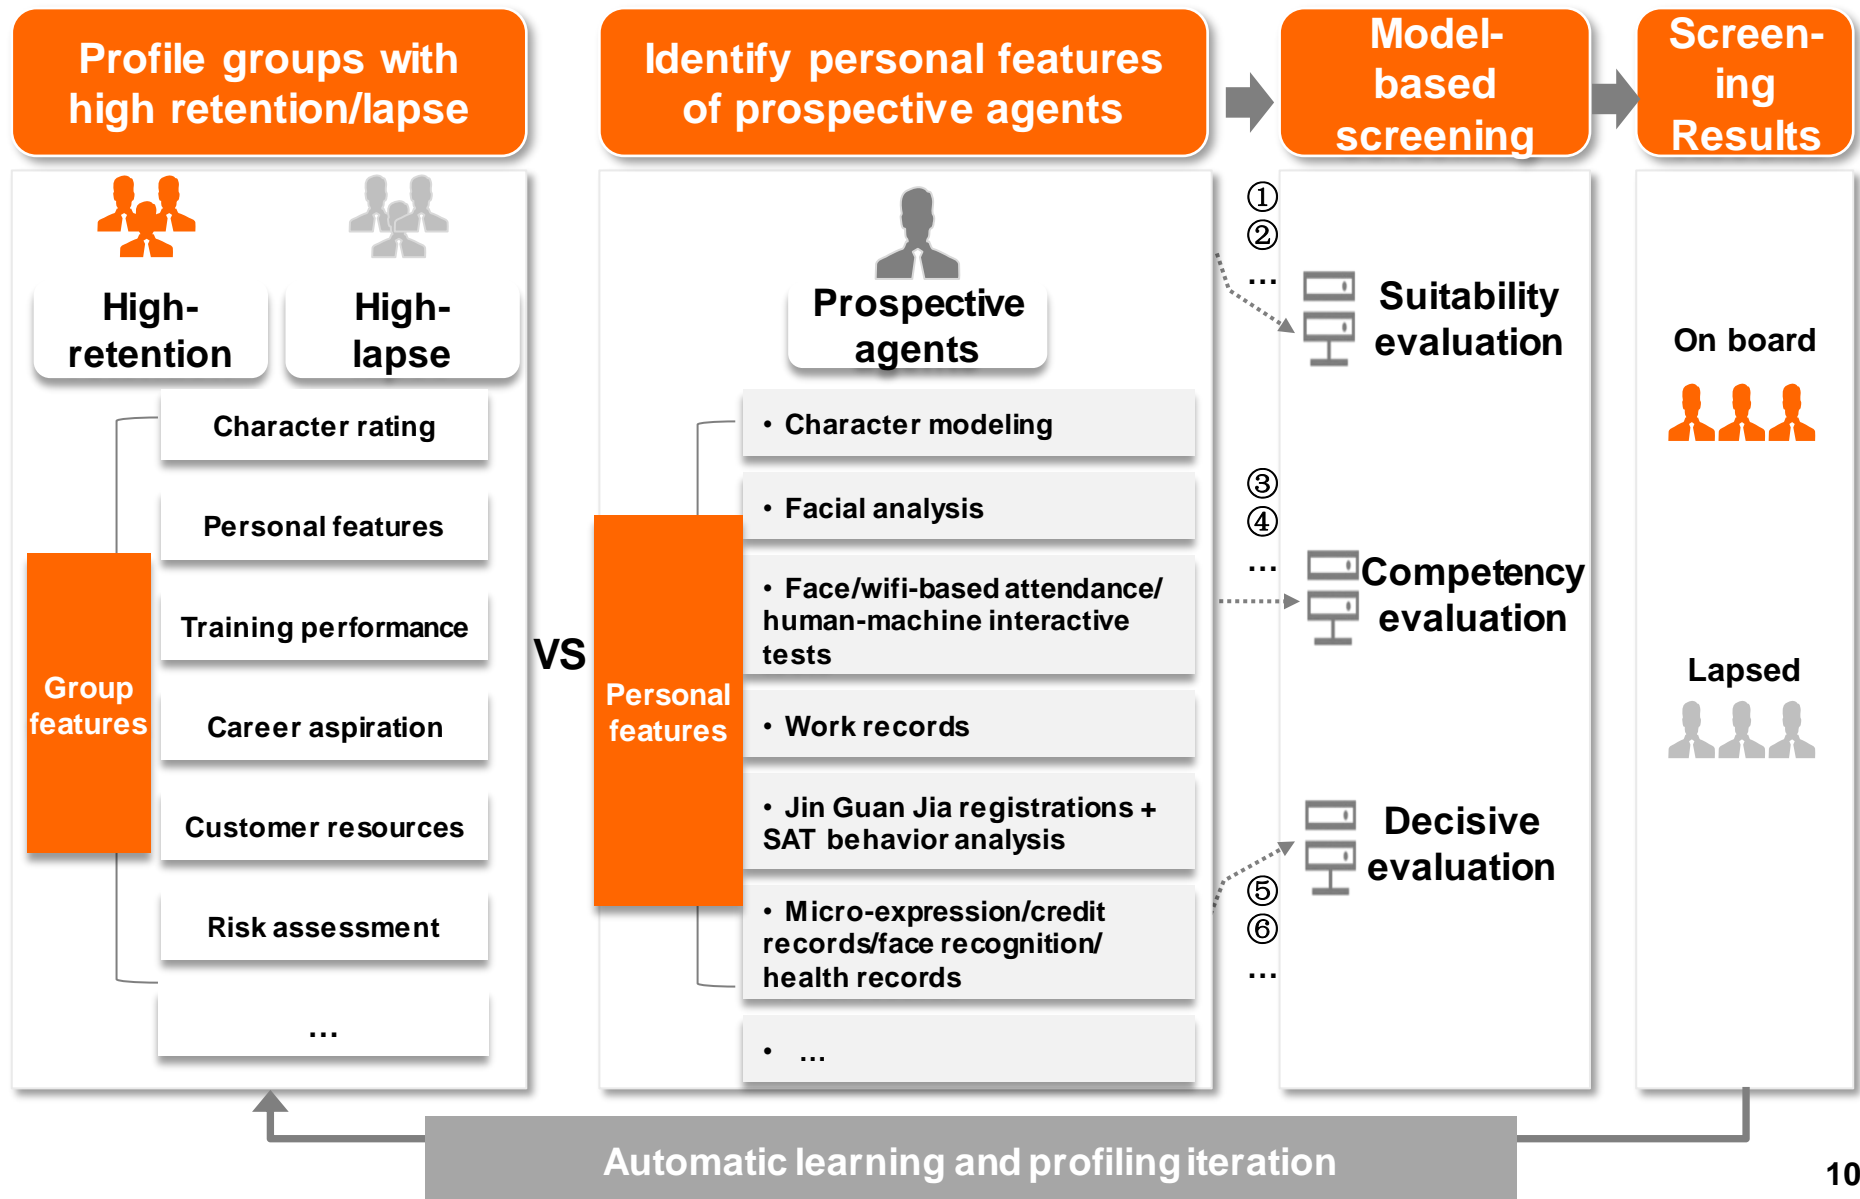 Profile groups with
high retention/lapse
Identify personal features
of prospective agents
Model-
based
screening
Screen-
ing
Results
High-
retention
High-
lapse
Group
features
Character rating
Personal features
Training performance
Career aspiration
Customer resources
Risk assessment
...
VS
Prospective
agents
Personal
features
• Character modeling
• Facial analysis
• Face/wifi-based attendance/
human-machine interactive
tests
• Work records
• Jin Guan Jia registrations +
SAT behavior analysis
• Micro-expression/credit
records/face recognition/
health records
• ...
①
②
...
Suitability
evaluation
③
④
...
Competency
evaluation
Decisive
evaluation
⑤
⑥
...
On board
Lapsed
Automatic learning and profiling iteration
10